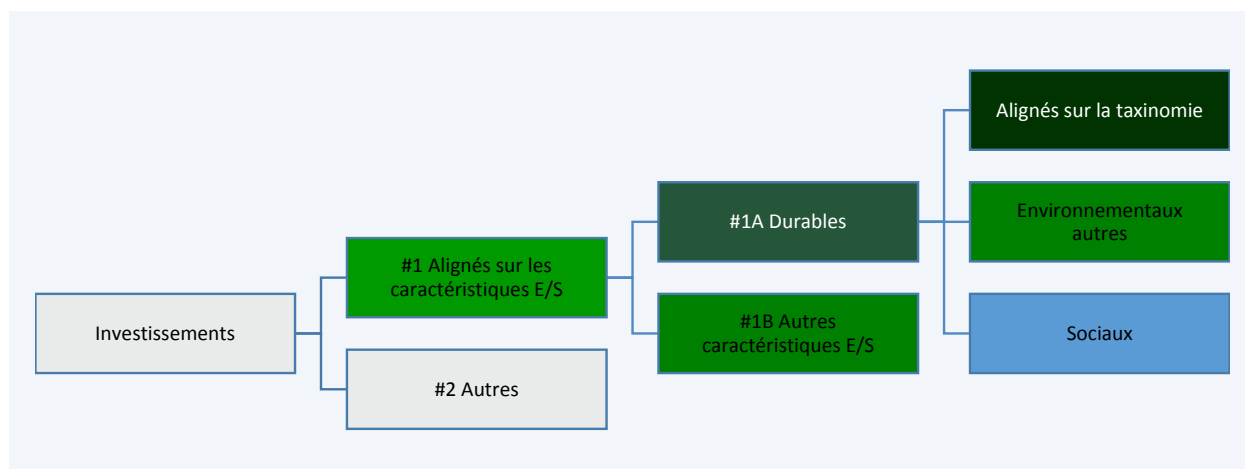 Investissements
#1 Alignés sur les
caractéristiques E/S
#2 Autres
#1A Durables
#1B Autres
caractéristiques E/S
Alignés sur la taxinomie
Environnementaux
autres
Sociaux